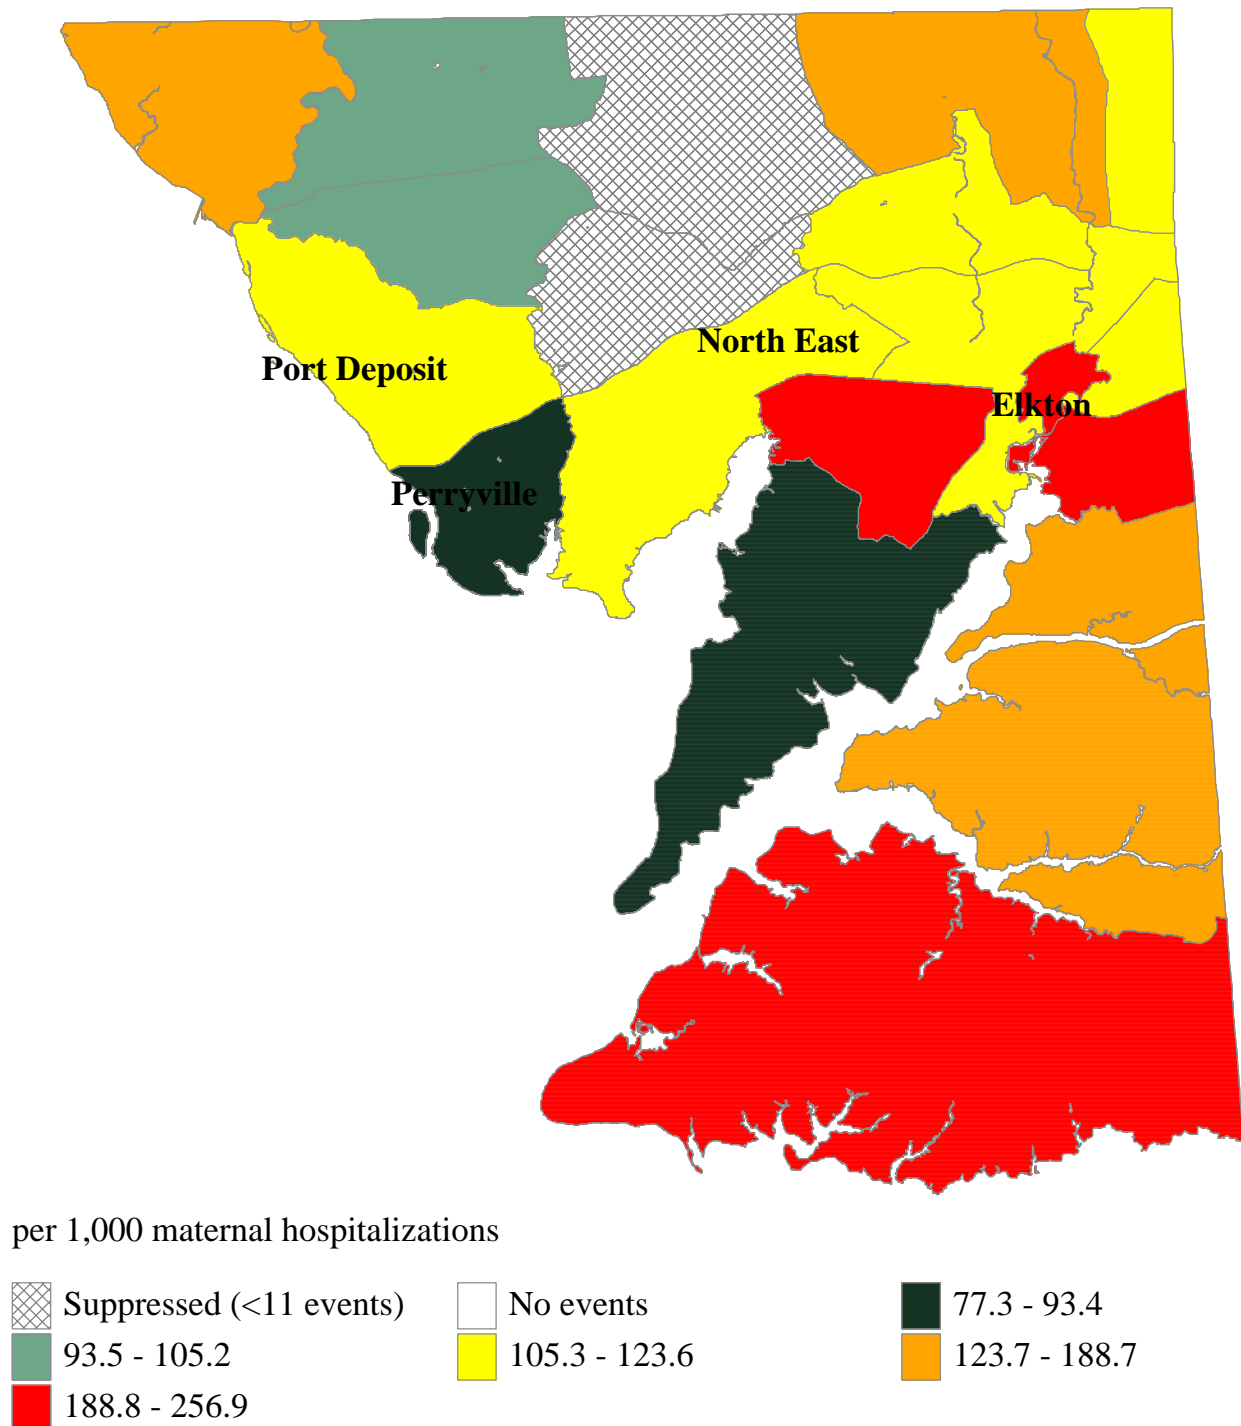 North East
Port Deposit
Elkton
Perryville
per 1,000 maternal hospitalizations
Suppressed (<11 events)
No events
77.3 - 93.4
93.5 - 105.2
105.3 - 123.6
123.7 - 188.7
188.8 - 256.9